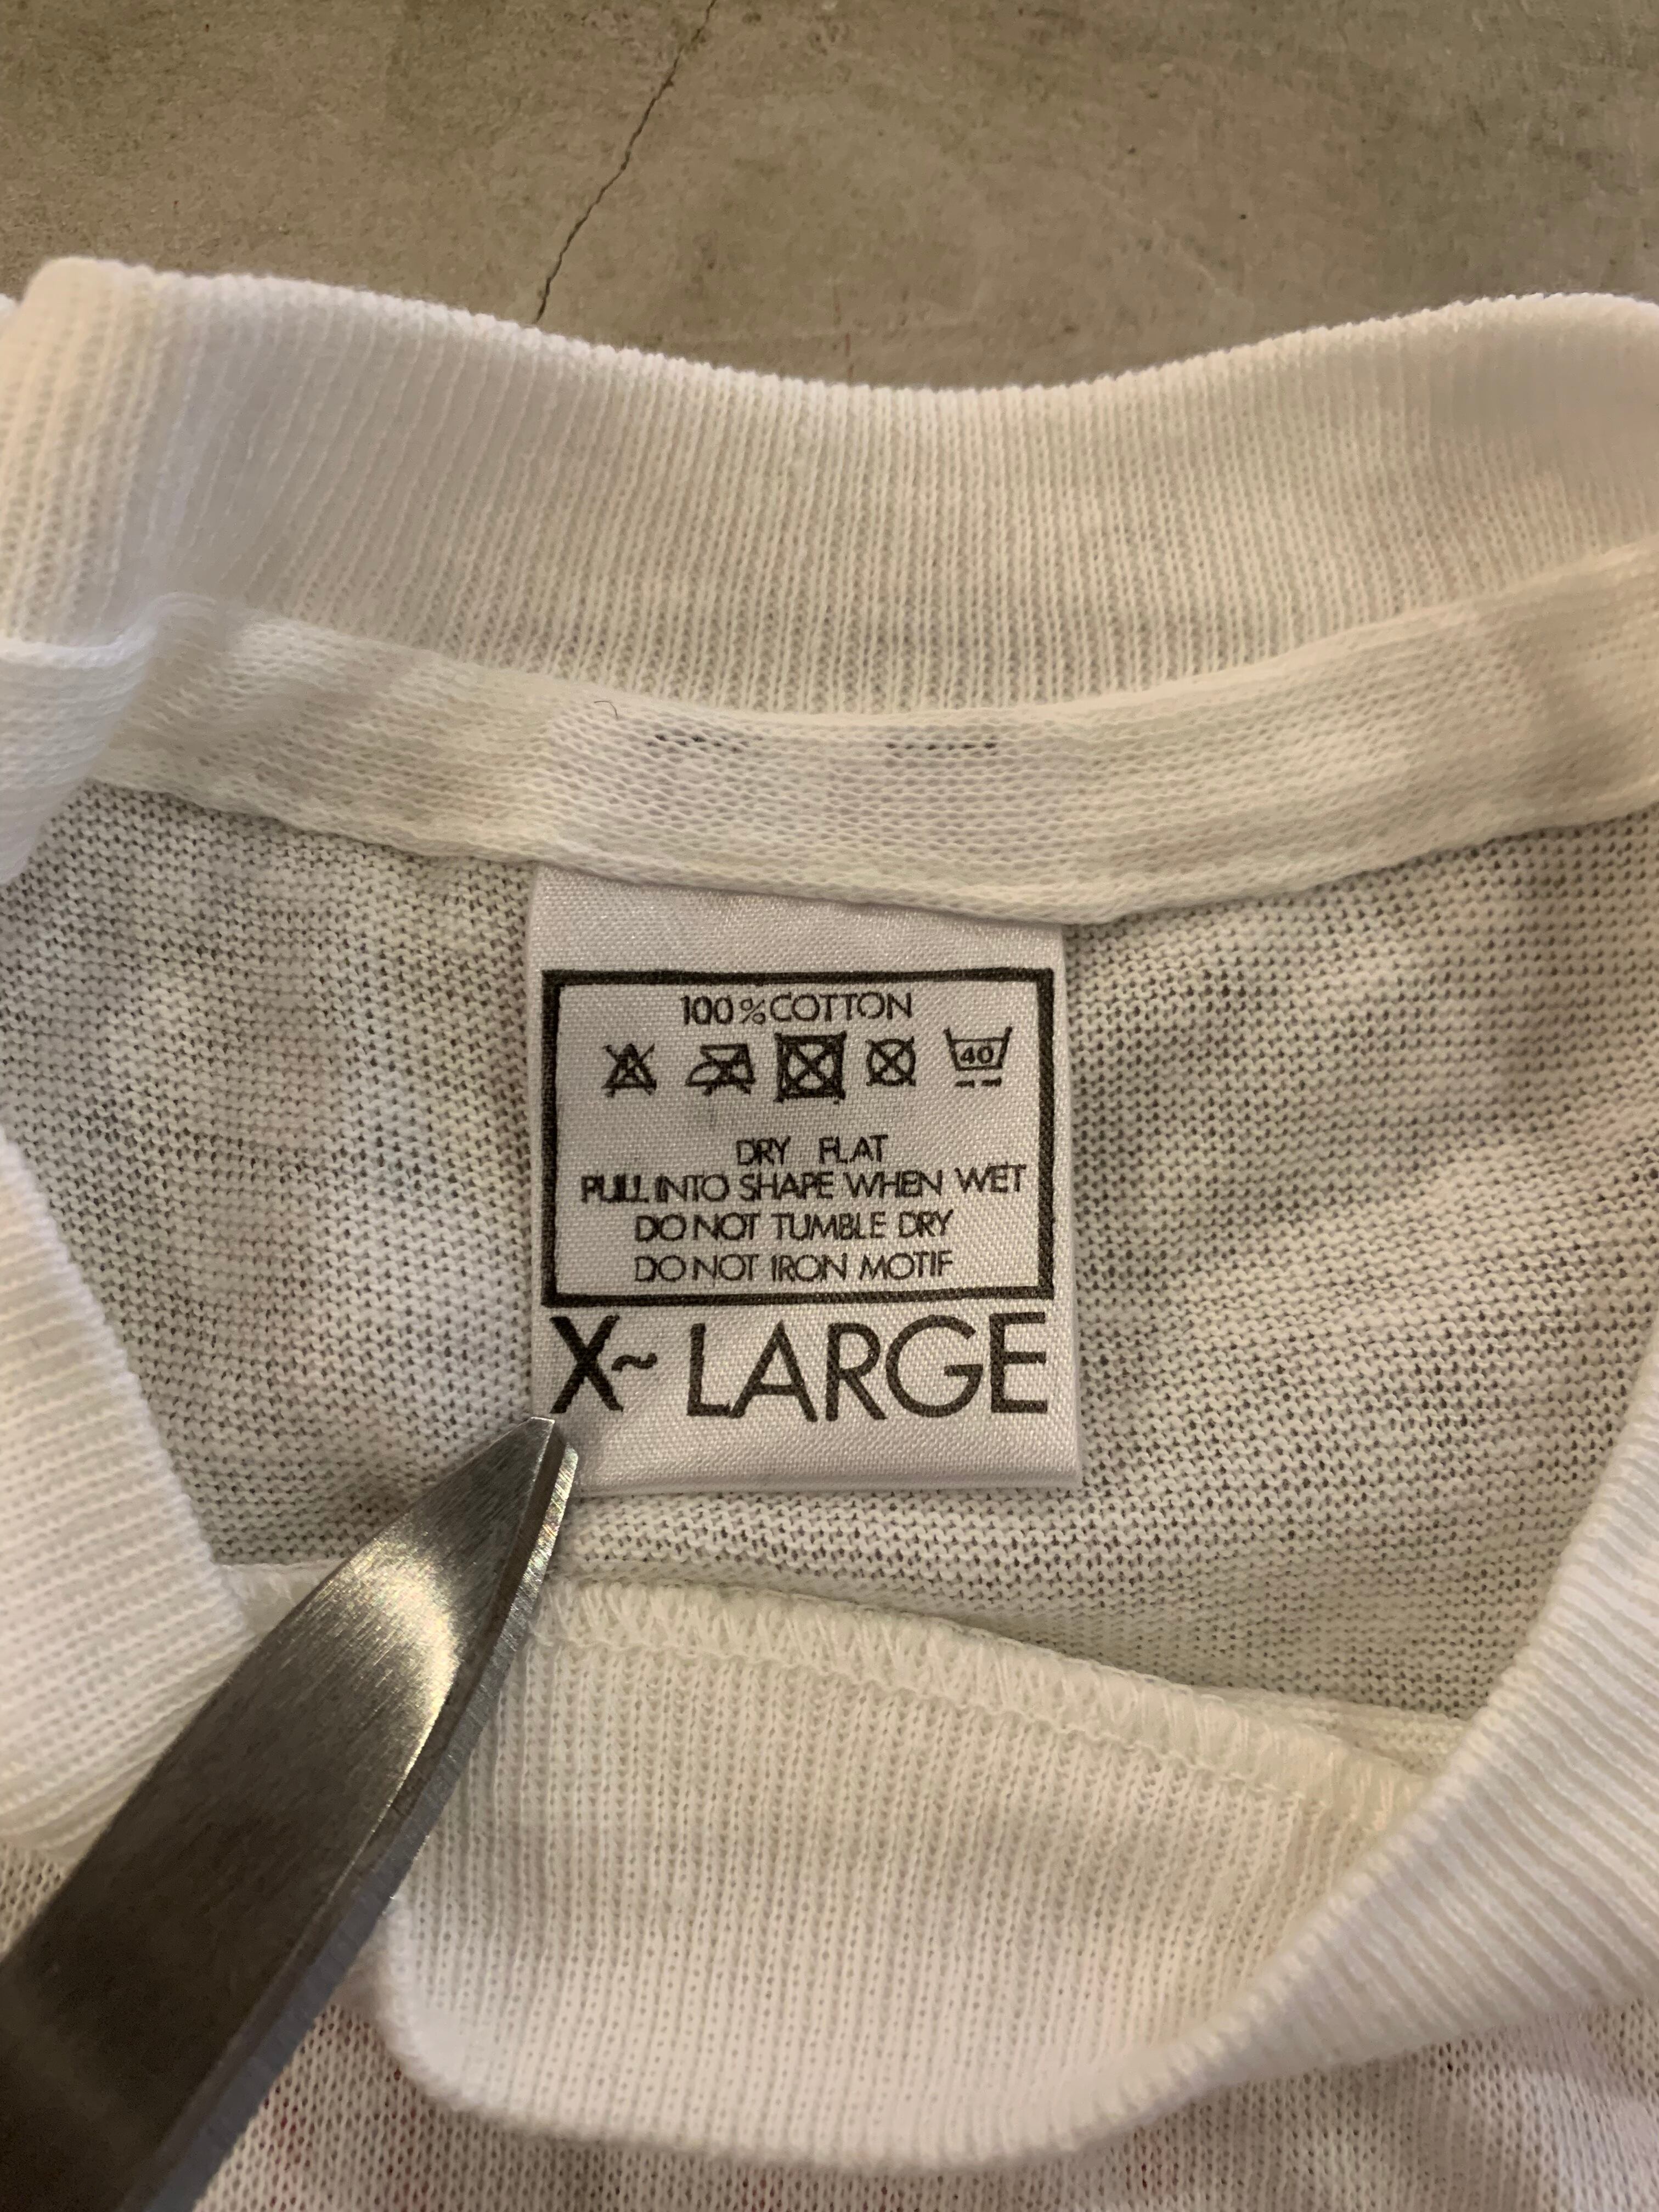 100% COTTON
40
DRY FLAT
PULL INTO SHAPE WHEN WET
DO NOT TUMBLE DRY
DO NOT IRON MOTIF
X~LARGE